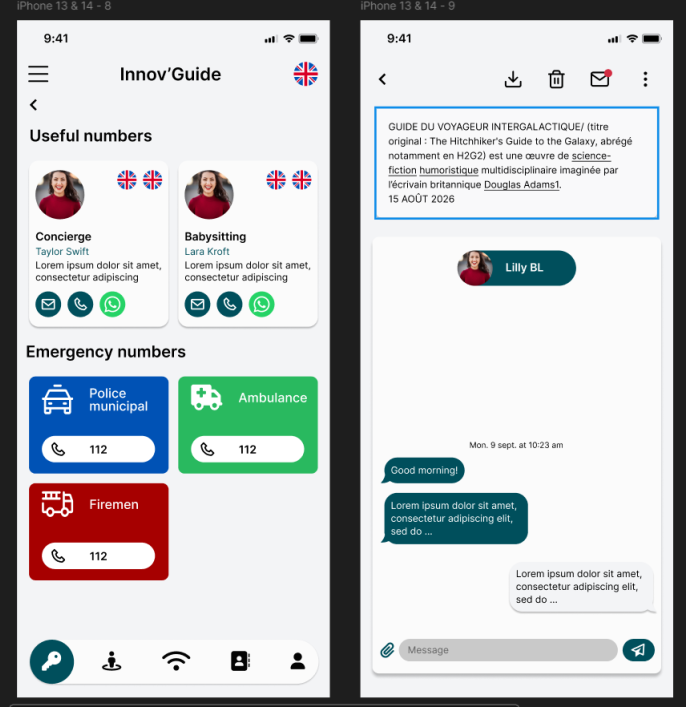 iPhone 13 & 14 - 8
9:41
Innov'Guide
Useful numbers
Concierge
Taylor Swift
Lorem ipsum dolor sit amet,
consectetur adipiscing
Babysitting
Lara Kroft
Lorem ipsum dolor sit amet,
consectetur adipiscing
Emergency numbers
Police
municipal
112
Ambulance
112
Firemen
112
iPhone 13 & 14 - 9
9:41
GUIDE DU VOYAGEUR INTERGALACTIQUE/ (titre
original : The Hitchhiker's Guide to the Galaxy, abrégé
notamment en H2G2) est une œuvre de science-
fiction humoristique multidisciplinaire imaginée par
l'écrivain britannique Douglas Adams1.
15 AOÛT 2026
Lilly BL
Mon. 9 sept. at 10:23 am
Good morning!
Lorem ipsum dolor sit amet,
consectetur adipiscing elit,
sed do ...
Lorem ipsum dolor sit amet,
consectetur adipiscing elit,
sed do ...
Message